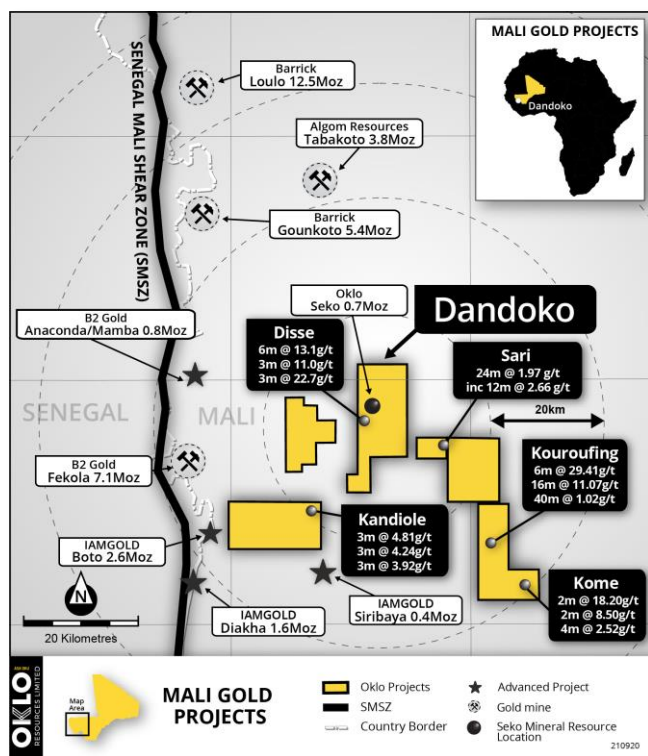 MALI GOLD PROJECTS
Dandoko
SENEGAL MALI SHEAR ZONE (SMSZ)
Barrick
Loulo 12.5Moz
Algom Resources
Tabakoto 3.8Moz
Barrick
Gounkoto 5.4Moz
B2 Gold
Anaconda/Mamba 0.8Moz
Oklo
Seko 0.7Moz
Dandoko
Disse
6m @ 13.1g/t
3m @ 11.0g/t
3m @ 22.7g/t
Sari
24m @ 1.97 g/t
inc 12m @ 2.66 g/t
SENEGAL
MALI
20km
B2 Gold
Fekola 7.1Moz
Kouroufing
6m @ 29.41g/t
16m @ 11.07g/t
40m @ 1.02g/t
Kandiole
3m @ 4.81g/t
3m @ 4.24g/t
3m @ 3.92g/t
IAMGOLD
Boto 2.6Moz
IAMGOLD
Diakha 1.6Moz
IAMGOLD
Siribaya 0.4Moz
Kome
2m @ 18.20g/t
2m @ 8.50g/t
4m @ 2.52g/t
N
20 Kilometres
OKLO
RESOURCES LIMITED
Map
Area
MALI GOLD
PROJECTS
Oklo Projects
SMSZ
Country Border
Advanced Project
Gold mine
Seko Mineral Resource
Location
210920